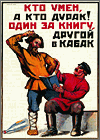 КТО УМЕН,
А КТО ДУРАК!
ОДИН ЗА КНИГУ,
ДРУГОЙ
В КАБАК